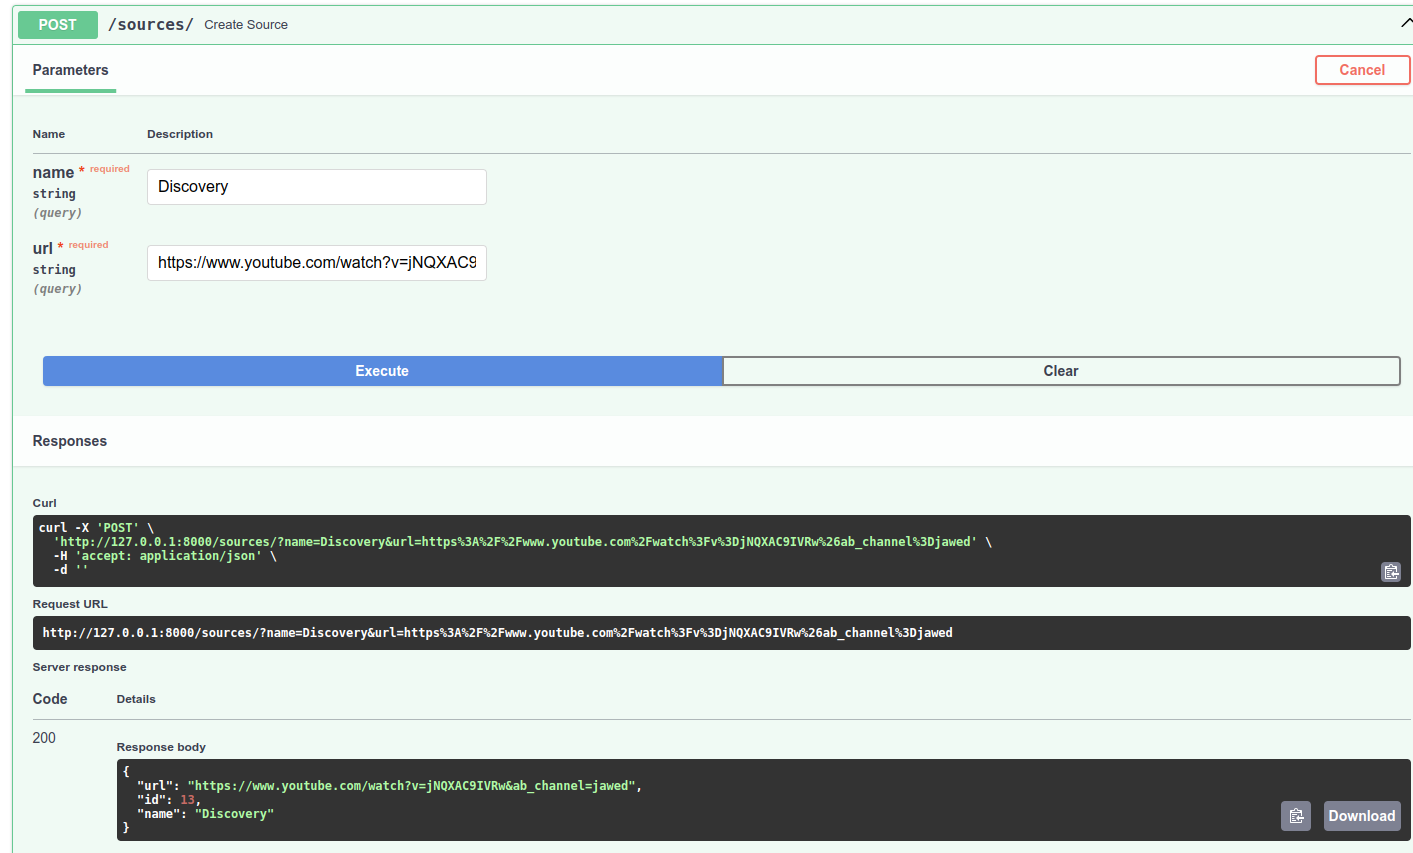 POST /sources/ Create Source
Parameters
Cancel
Name Description
name * required
string
(query)
Discovery
url * required
string
(query)
https://www.youtube.com/watch?v=jNQXAC9
Execute
Clear
Responses
Curl
curl -X 'POST' \
'http://127.0.0.1:8000/sources/?name=Discovery&url=https%3A%2F%2Fwww.youtube.com%2Fwatch%3Fv%3DjNQXAC9IVRw%26ab_channel%3Djawed' \
-H 'accept: application/json' \
-d ''
Request URL
http://127.0.0.1:8000/sources/?name=Discovery&url=https%3A%2F%2Fwww.youtube.com%2Fwatch%3Fv%3DjNQXAC9IVRw%26ab_channel%3Djawed
Server response
Code Details
200
Response body
{
"url": "https://www.youtube.com/watch?v=jNQXAC9IVRw&ab_channel=jawed",
"id": 13,
"name": "Discovery"
}
Download